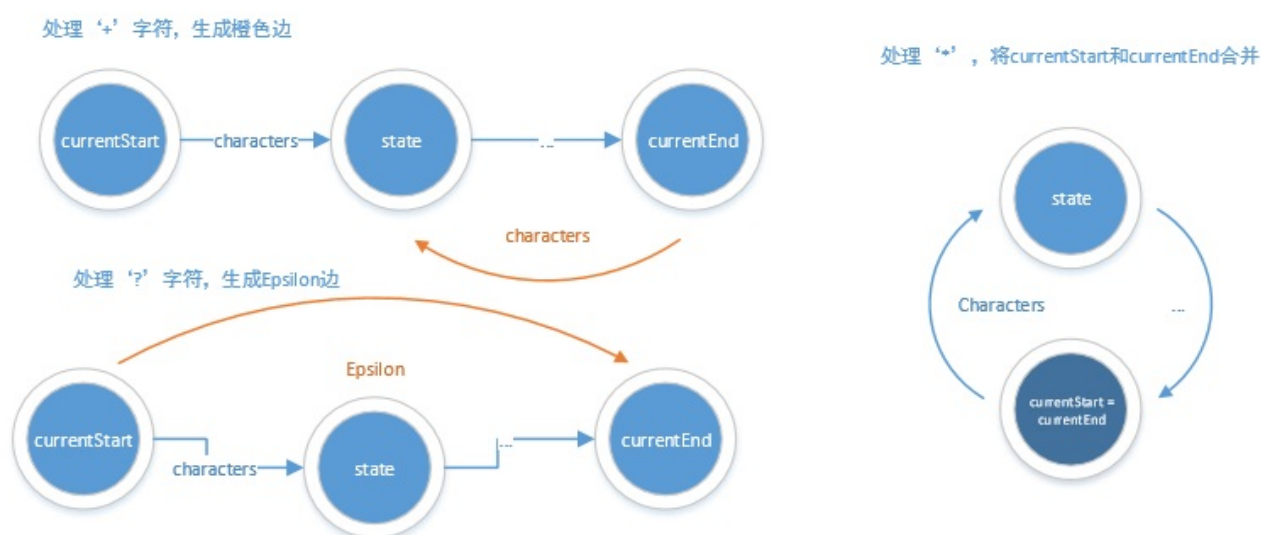 处理‘+’字符，生成橙色边
currentStart
characters
state
...
currentEnd
characters
处理‘?’字符，生成Epsilon边
Epsilon
currentStart
characters
state
...
currentEnd
处理‘*’，将currentStart和currentEnd合并
state
Characters
...
currentStart =
currentEnd